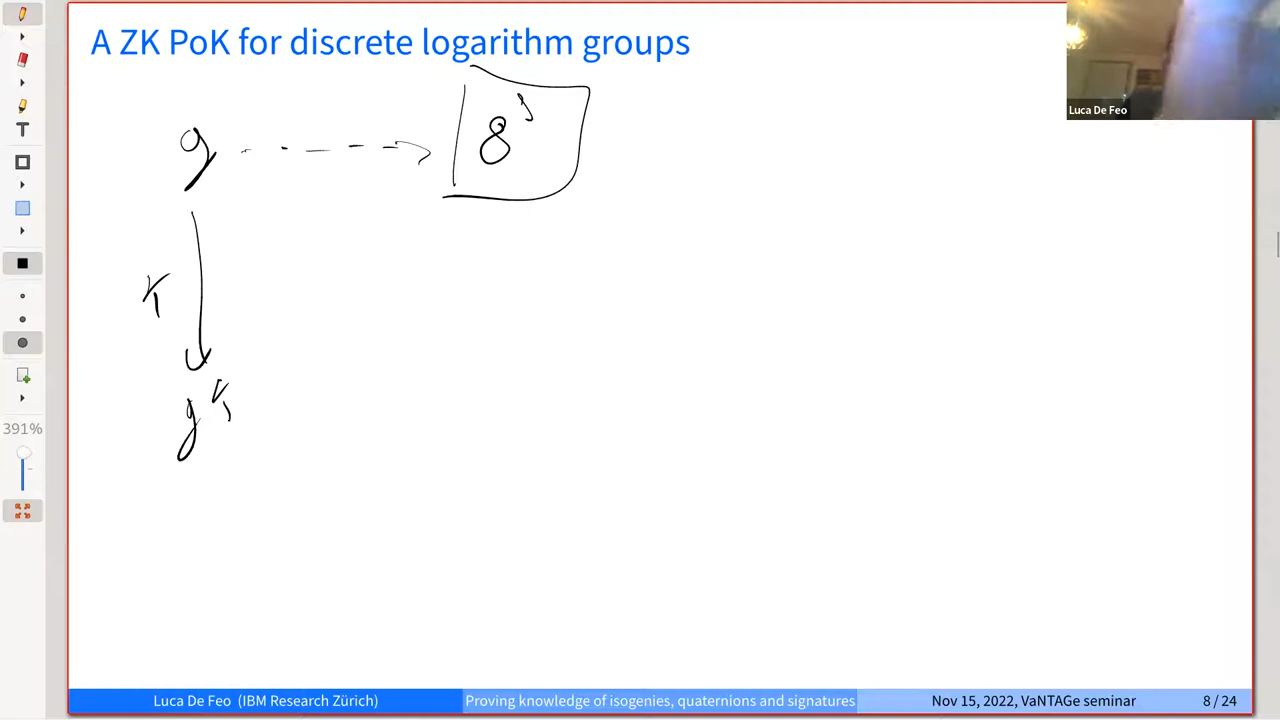 A ZK PoK for discrete logarithm groups
Luca De Feo
g
g
T
391%
Luca De Feo (IBM Research Zürich)
Proving knowledge of isogenies, quaternions and signatures
Nov 15, 2022, VaNTAGe seminar
8 / 24